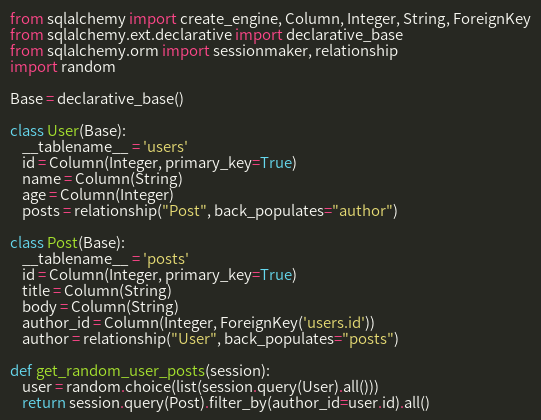 from sqlalchemy import create_engine, Column, Integer, String, ForeignKey
from sqlalchemy.ext.declarative import declarative_base
from sqlalchemy.orm import sessionmaker, relationship
import random

Base = declarative_base()

class User(Base):
    __tablename__ = 'users'
    id = Column(Integer, primary_key=True)
    name = Column(String)
    age = Column(Integer)
    posts = relationship("Post", back_populates="author")

class Post(Base):
    __tablename__ = 'posts'
    id = Column(Integer, primary_key=True)
    title = Column(String)
    body = Column(String)
    author_id = Column(Integer, ForeignKey('users.id'))
    author = relationship("User", back_populates="posts")

def get_random_user_posts(session):
    user = random.choice(list(session.query(User).all()))
    return session.query(Post).filter_by(author_id=user.id).all()